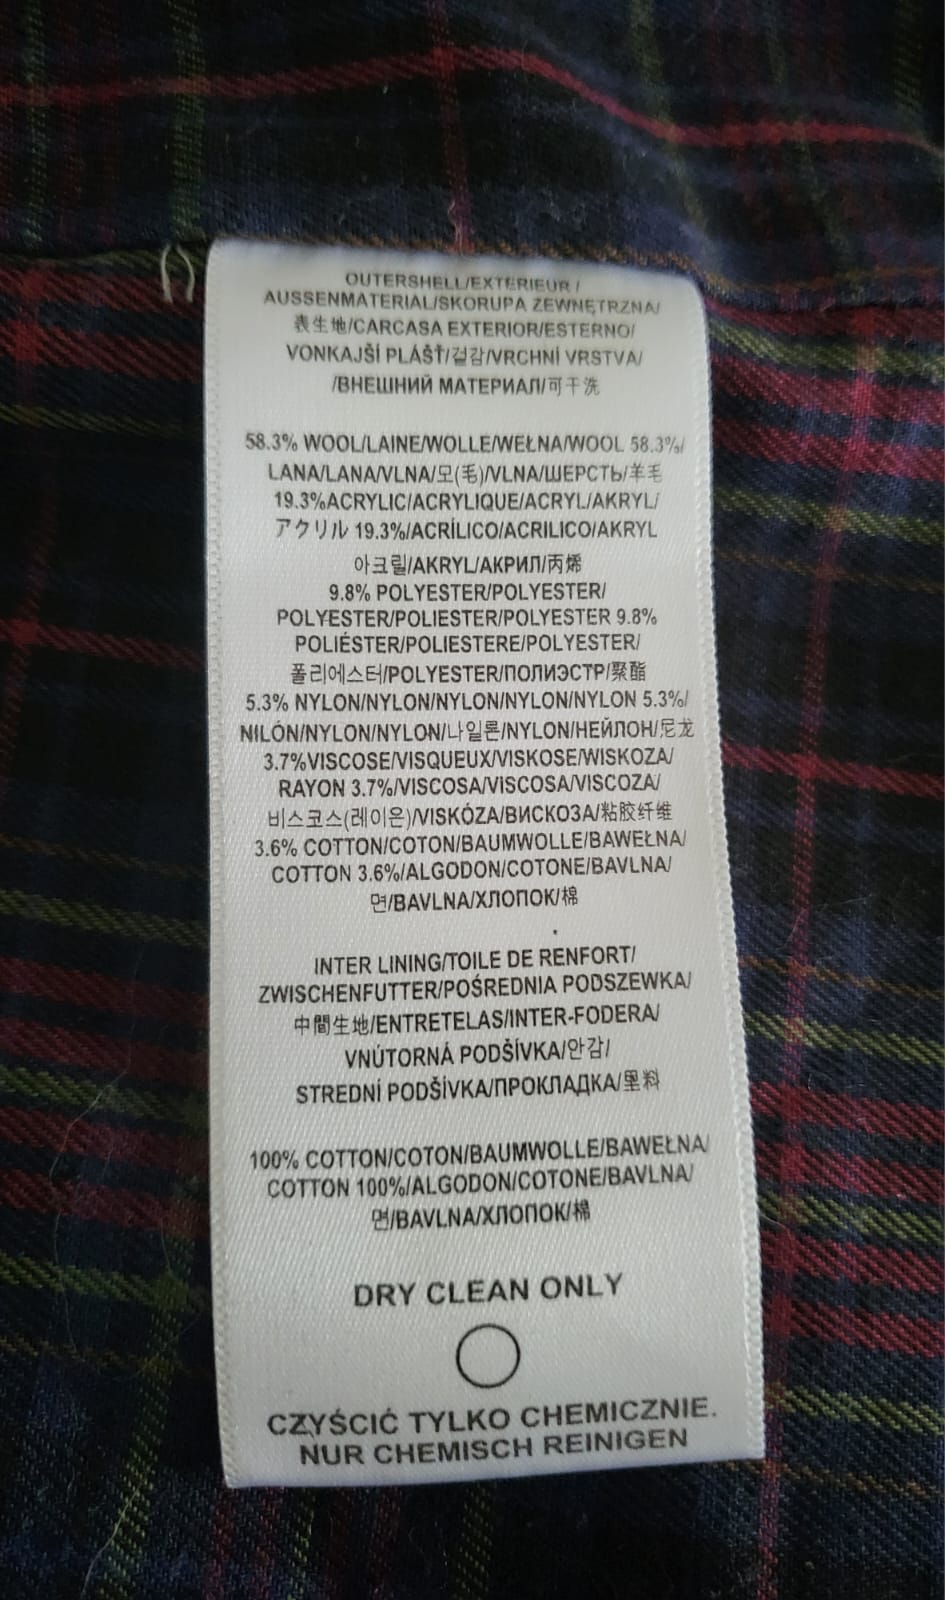 OUTERSHELL/EXTERIEUR/
AUSSENMATERIAL/SKORUPA ZEWNĘTRZNA/
表生地/CARCASA EXTERIOR/ESTERNO/
VONKAJŠÍ PLÁŠŤ/겉감/VRCHNÍ VRSTVA/
/ВНЕШНИЙ МАТЕРИАЛ/可干洗
58.3% WOOL/LAINE/WOLLE/WEŁNA/WOOL 58.3%/
LANA/LANA/VLNA/모(毛)/VLNA/ШЕРСТЬ/羊毛
19.3%ACRYLIC/ACRYLIQUE/ACRYL/AKRYL/
アクリル 19.3%/ACRÍLICO/ACRILICO/AKRYL
아크릴/AKRYL/АКРИЛ/丙烯
9.8% POLYESTER/POLYESTER/
POLYESTER/POLIESTER/POLYESTER 9.8%
POLIÉSTER/POLIESTERE/POLYESTER/
폴리에스터/POLYESTER/ПОЛИЭСТР/聚酯
5.3% NYLON/NYLON/NYLON/NYLON/NYLON 5.3%/
NILÓN/NYLON/NYLON/나일론/NYLON/НЕЙЛОН/尼龙
3.7%VISCOSE/VISQUEUX/VISKOSE/WISKOZA/
RAYON 3.7%/VISCOSA/VISCOSA/VISCOZA/
비스코스(레이온)/VISKÓZA/ВИСКОЗА/粘胶纤维
3.6% COTTON/COTON/BAUMWOLLE/BAWEŁNA/
COTTON 3.6%/ALGODON/COTONE/BAVLNA/
면/BAVLNA/ХЛОПОК/棉
INTER LINING/TOILE DE RENFORT/
ZWISCHENFUTTER/POŚREDNIA PODSZEWKA/
中間生地/ENTRETELAS/INTER-FODERA/
VNÚTORNÁ PODŠÍVKA/안감/
STREDNÍ PODŠÍVKA/ПРОКЛАДКА/里料
100% COTTON/COTON/BAUMWOLLE/BAWEŁNA/
COTTON 100%/ALGODON/COTONE/BAVLNA/
면/BAVLNA/ХЛОПОК/棉
DRY CLEAN ONLY
CZYŚCIĆ TYLKO CHEMICZNIE.
NUR CHEMISCH REINIGEN